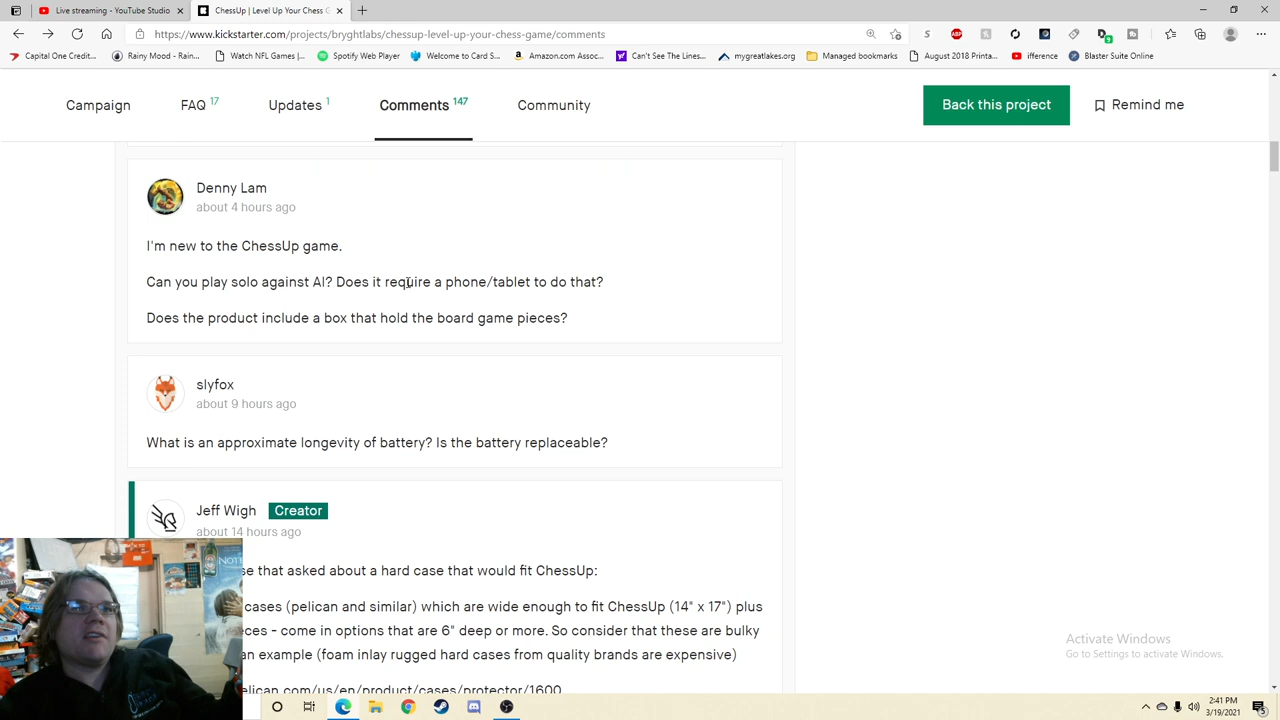 Live streaming - YouTube Studio
ChessUp | Level Up Your Chess G
https://www.kickstarter.com/projects/bryghtlabs/chessup-level-up-your-chess-game/comments
Capital One Credit...
Rainy Mood - Rain...
Watch NFL Games |...
Spotify Web Player
Welcome to Card S...
Amazon.com Assoc...
Can't See The Lines...
mygreatlakes.org
Managed bookmarks
August 2018 Printa...
ifference
Blaster Suite Online
Campaign
FAQ 17
Updates 1
Comments 147
Community
Back this project
Remind me
Denny Lam
about 4 hours ago
I'm new to the ChessUp game.
Can you play solo against AI? Does it require a phone/tablet to do that?
Does the product include a box that hold the board game pieces?
slyfox
about 9 hours ago
What is an approximate longevity of battery? Is the battery replaceable?
Jeff Wigh Creator
about 14 hours ago
se that asked about a hard case that would fit ChessUp:
cases (pelican and similar) which are wide enough to fit ChessUp (14" x 17") plus
eces - come in options that are 6" deep or more. So consider that these are bulky
an example (foam inlay rugged hard cases from quality brands are expensive)
elican.com/us/en/product/cases/protector/1600
Activate Windows
Go to Settings to activate Windows.
2:41 PM
3/19/2021